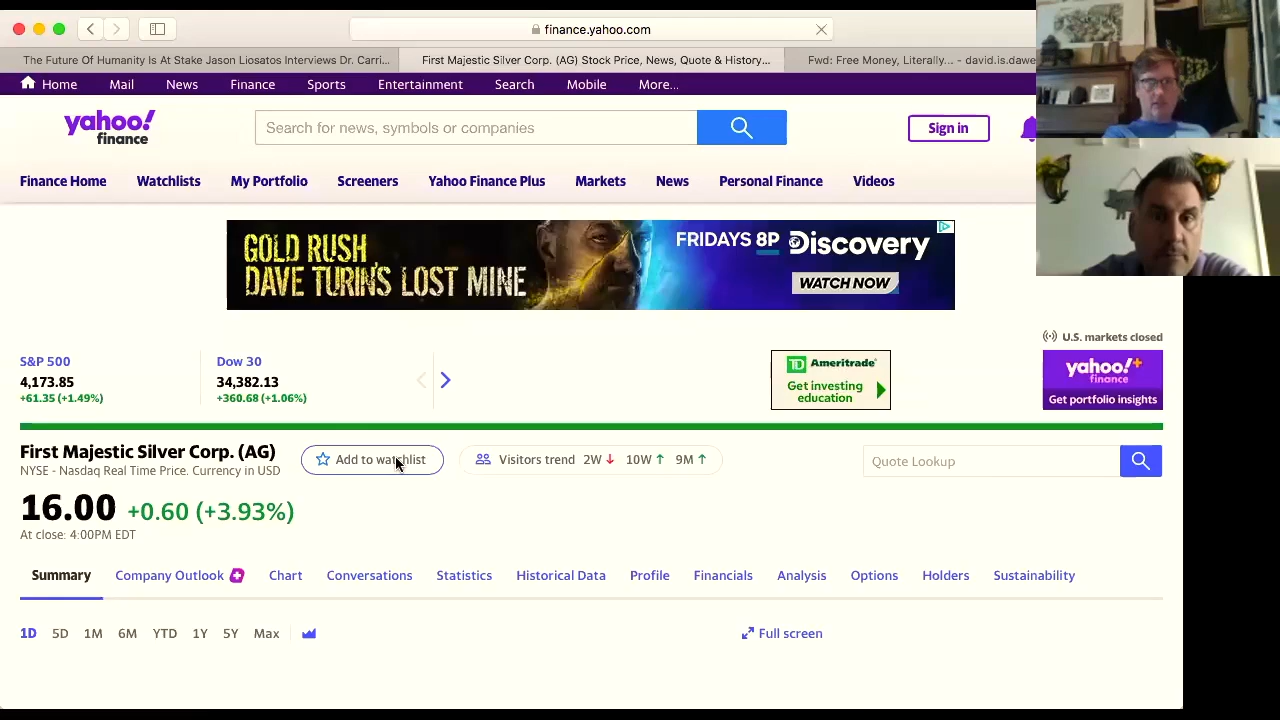 finance.yahoo.com
The Future Of Humanity Is At Stake Jason Liosatos Interviews Dr. Carri...
First Majestic Silver Corp. (AG) Stock Price, News, Quote & History...
Fwd: Free Money, Literally... - david.is.dawe
Home Mail News Finance Sports Entertainment Search Mobile More...
yahoo!
finance
Search for news, symbols or companies
Sign in
Finance Home Watchlists My Portfolio Screeners Yahoo Finance Plus Markets News Personal Finance Videos
GOLD RUSH
DAVE TURIN'S LOST MINE
FRIDAYS 8P Discovery
WATCH NOW
U.S. markets closed
S&P 500
4,173.85
+61.35 (+1.49%)
Dow 30
34,382.13
+360.68 (+1.06%)
TD Ameritrade
Get investing
education
yahoo!+
finance
Get portfolio insights
First Majestic Silver Corp. (AG)
NYSE - Nasdaq Real Time Price. Currency in USD
Add to watchlist
Visitors trend 2W ↓ 10W ↑ 9M ↑
Quote Lookup
16.00 +0.60 (+3.93%)
At close: 4:00PM EDT
Summary Company Outlook Chart Conversations Statistics Historical Data Profile Financials Analysis Options Holders Sustainability
1D 5D 1M 6M YTD 1Y 5Y Max
Full screen